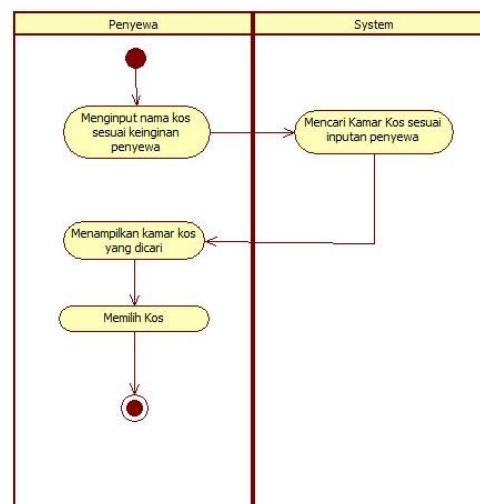 Penyewa
System
Menginput nama kos
sesuai keinginan
penyewa
Mencari Kamar Kos sesuai
inputan penyewa
Menampilkan kamar kos
yang dicari
Memilih Kos